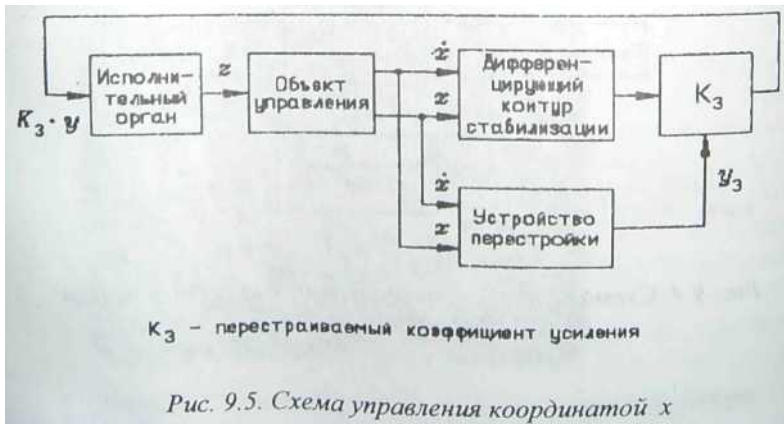 Исполни-
тельный
орган
K₃ · y
z
Объект
управления
ẋ
x
Дифферен-
цирующий
контур
стабилизации
K₃
y₃
ẋ
x
Устройство
перестройки
K₃ – перестраиваемый коэффициент усиления
Рис. 9.5. Схема управления координатой x